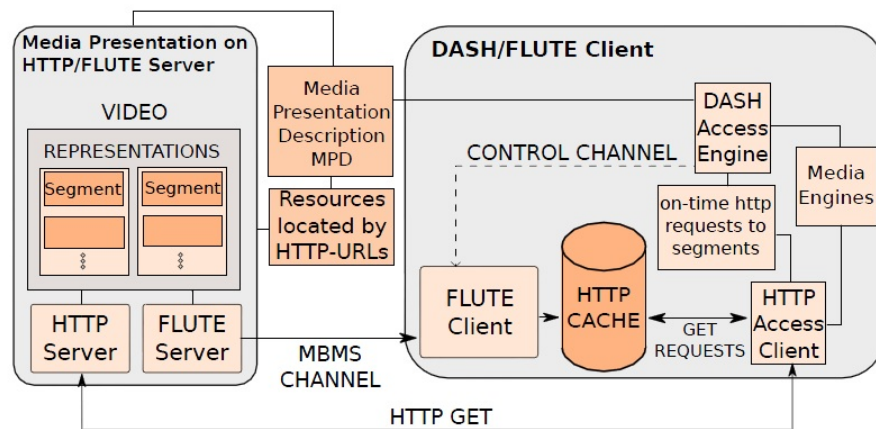 Media Presentation on
HTTP/FLUTE Server
VIDEO
REPRESENTATIONS
Segment
Segment
HTTP
Server
FLUTE
Server
Media
Presentation
Description
MPD
Resources
located by
HTTP-URLs
MBMS
CHANNEL
HTTP GET
DASH/FLUTE Client
CONTROL CHANNEL
DASH
Access
Engine
Media
Engines
on-time http
requests to
segments
FLUTE
Client
HTTP
CACHE
GET
REQUESTS
HTTP
Access
Client